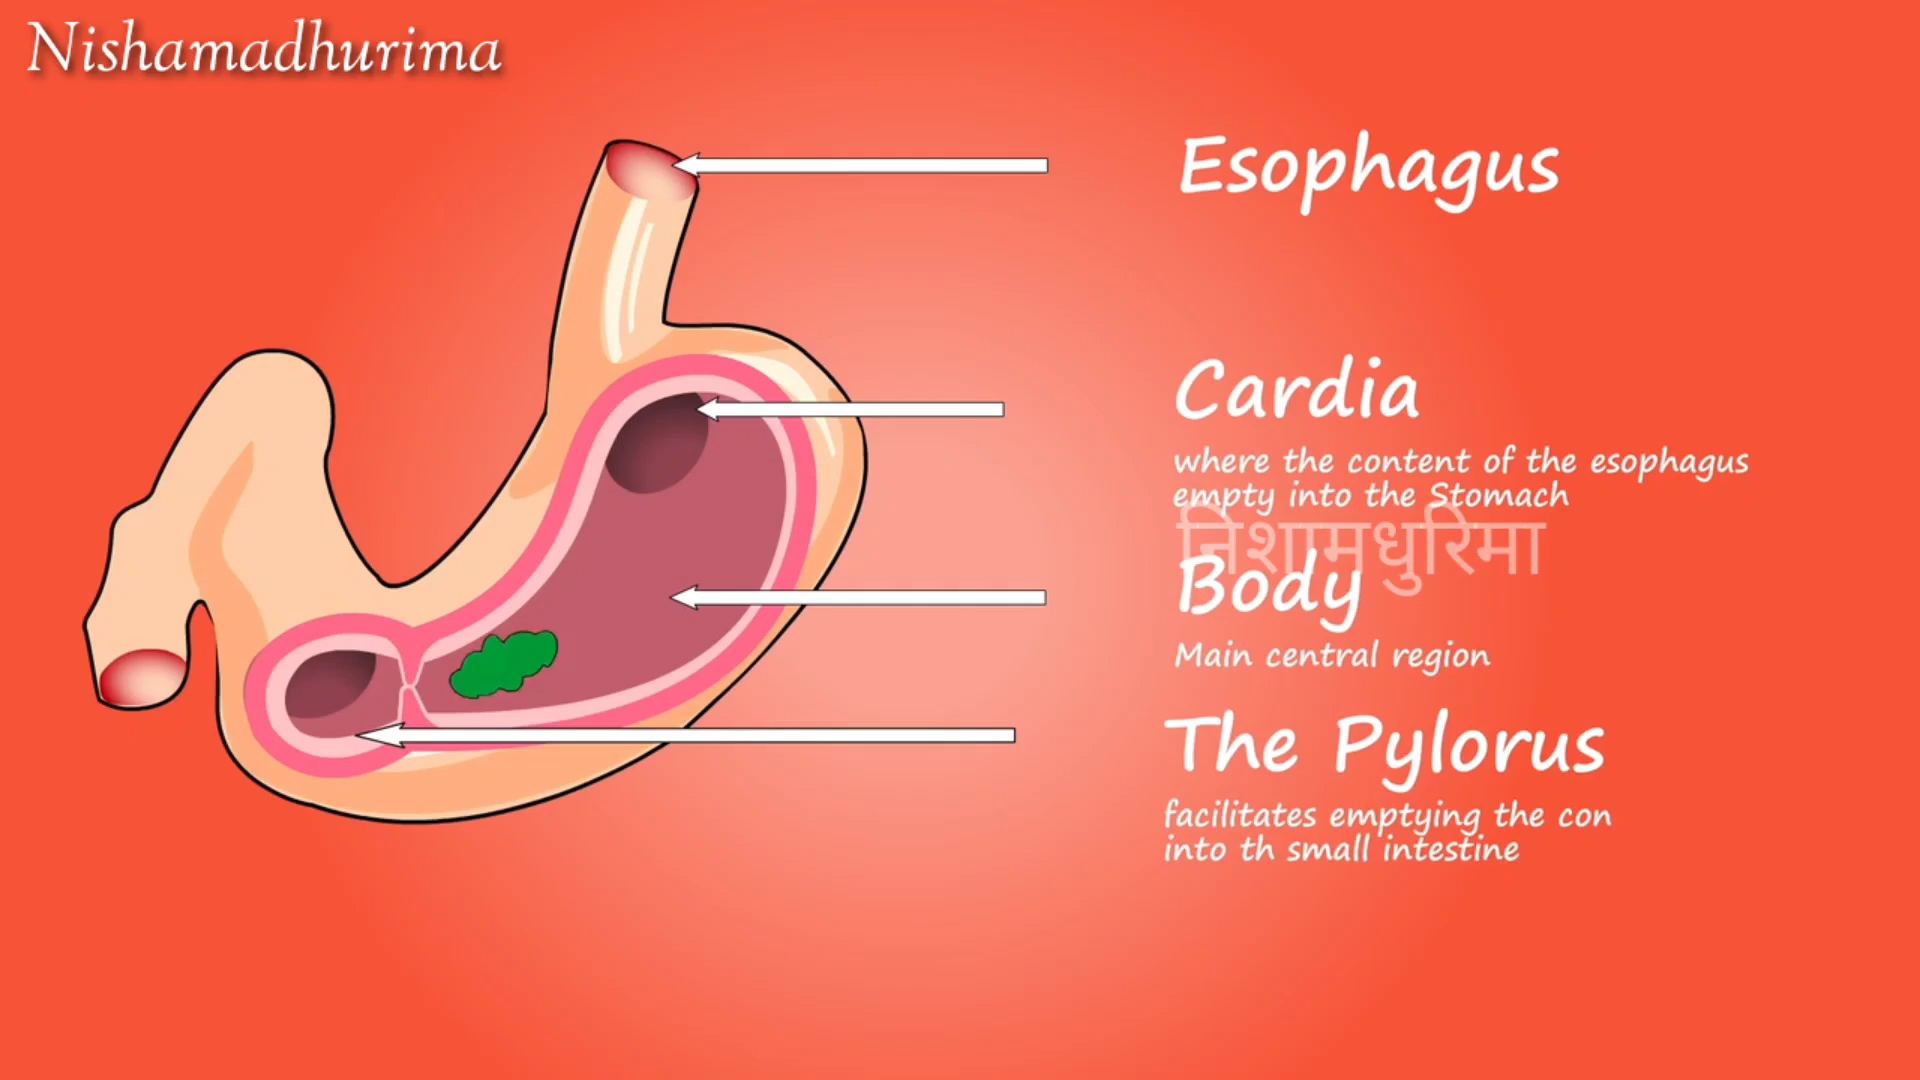 Nishamadhurima
Esophagus
Cardia
where the content of the esophagus
empty into the Stomach
निशामधुरिमा
Body
Main central region
The Pylorus
facilitates emptying the con
into th small intestine